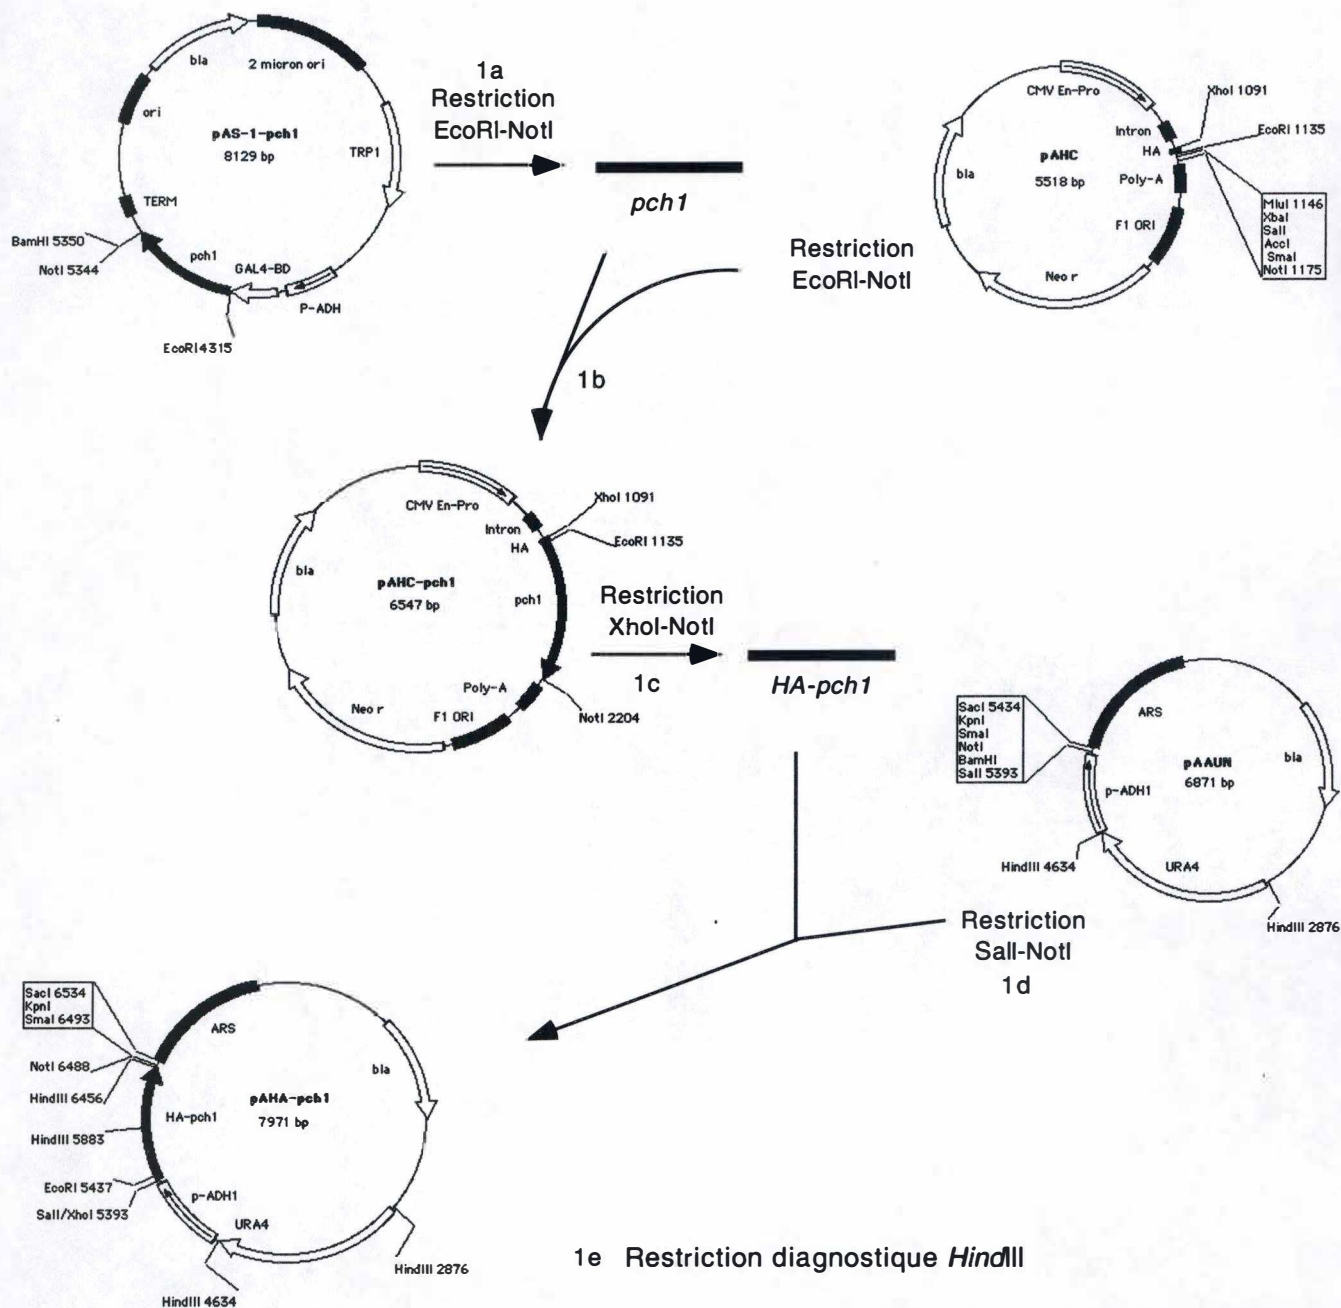 bla
2 micron ori
ori
pAS-1-pch1
8129 bp
TRP1
TERM
BamHI 5350
NotI 5344
pch1
GAL4-BD
P-ADH
EcoRI 4315
1a
Restriction
EcoRI-NotI
pch1
CMV En-Pro
XhoI 1091
Intron
EcoRI 1135
HA
pAHC
5518 bp
Poly-A
bla
F1 ORI
MluI 1146
XbaI
SalI
AccI
SmaI
NotI 1175
Neo r
Restriction
EcoRI-NotI
1b
CMV En-Pro
XhoI 1091
Intron
HA
EcoRI 1135
bla
pAHC-pch1
6547 bp
pch1
Poly-A
Neo r
F1 ORI
NotI 2204
Restriction
XhoI-NotI
1c
HA-pch1
SacI 5434
KpnI
SmaI
NotI
BamHI
SalI 5393
ARS
bla
pAAUN
6871 bp
p-ADH1
HindIII 4634
URA4
HindIII 2876
Restriction
SalI-NotI
1d
SacI 6534
KpnI
SmaI 6493
ARS
NotI 6488
bla
HindIII 6456
pAHA-pch1
7971 bp
HA-pch1
HindIII 5883
EcoRI 5437
SalI/XhoI 5393
p-ADH1
URA4
HindIII 2876
HindIII 4634
1e Restriction diagnostique HindIII